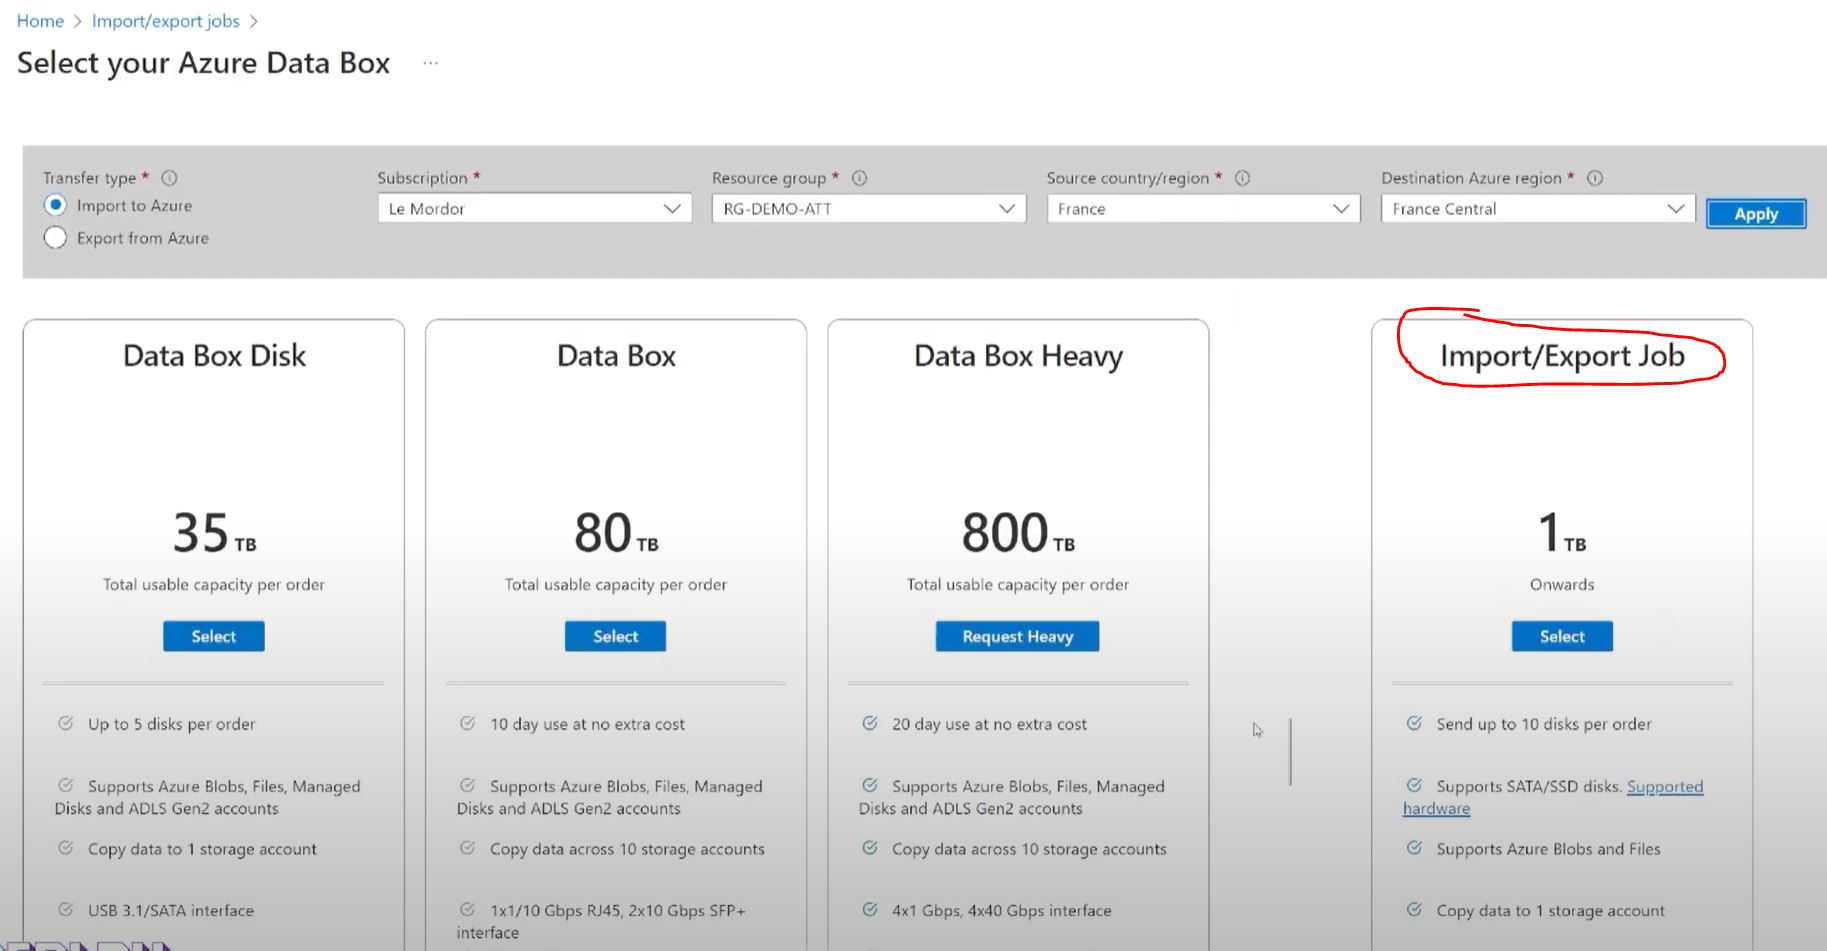 Home > Import/export jobs >
Select your Azure Data Box ...
Transfer type *
Import to Azure
Export from Azure
Subscription *
Le Mordor
Resource group *
RG-DEMO-ATT
Source country/region *
France
Destination Azure region *
France Central
Apply
Data Box Disk
35 TB
Total usable capacity per order
Select
Up to 5 disks per order
Supports Azure Blobs, Files, Managed
Disks and ADLS Gen2 accounts
Copy data to 1 storage account
USB 3.1/SATA interface
Data Box
80 TB
Total usable capacity per order
Select
10 day use at no extra cost
Supports Azure Blobs, Files, Managed
Disks and ADLS Gen2 accounts
Copy data across 10 storage accounts
1x1/10 Gbps RJ45, 2x10 Gbps SFP+
interface
Data Box Heavy
800 TB
Total usable capacity per order
Request Heavy
20 day use at no extra cost
Supports Azure Blobs, Files, Managed
Disks and ADLS Gen2 accounts
Copy data across 10 storage accounts
4x1 Gbps, 4x40 Gbps interface
Import/Export Job
1 TB
Onwards
Select
Send up to 10 disks per order
Supports SATA/SSD disks. Supported
hardware
Supports Azure Blobs and Files
Copy data to 1 storage account